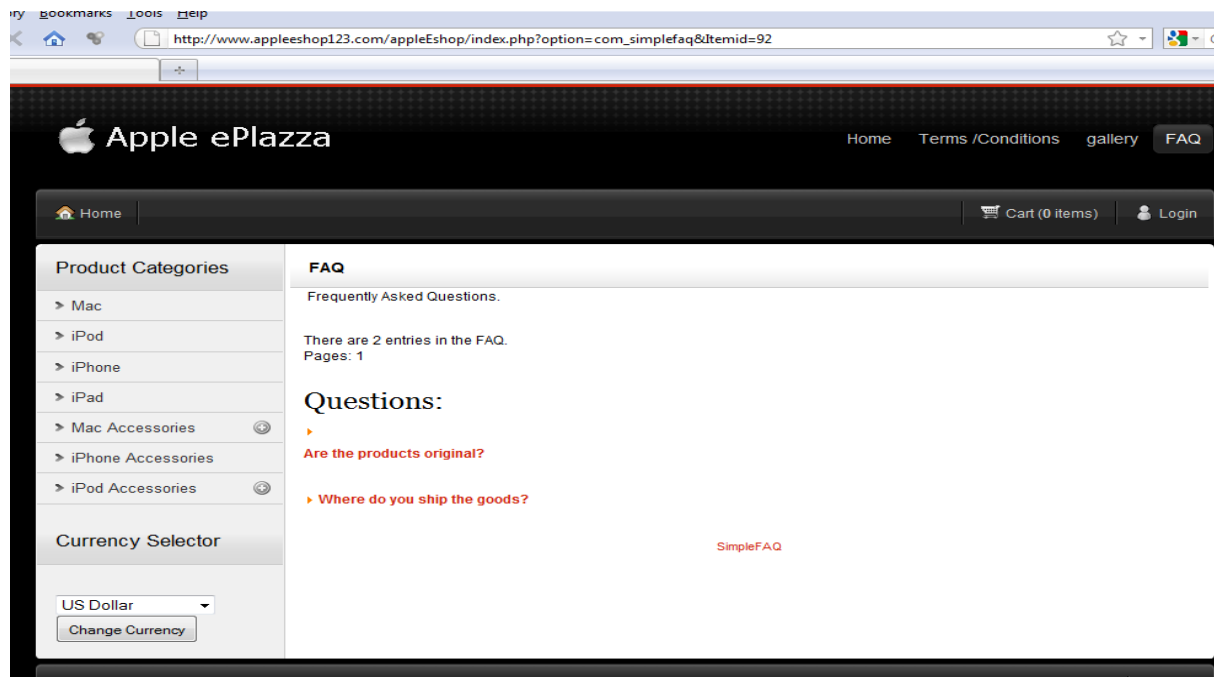 Bookmarks Tools Help
http://www.appleeshop123.com/appleEshop/index.php?option=com_simplefaq&Itemid=92
Apple ePlazza
Home Terms /Conditions gallery FAQ
Home Cart (0 items) Login
Product Categories
Mac
iPod
iPhone
iPad
Mac Accessories
iPhone Accessories
iPod Accessories
Currency Selector
US Dollar
Change Currency
FAQ
Frequently Asked Questions.
There are 2 entries in the FAQ.
Pages: 1
Questions:
Are the products original?
Where do you ship the goods?
SimpleFAQ